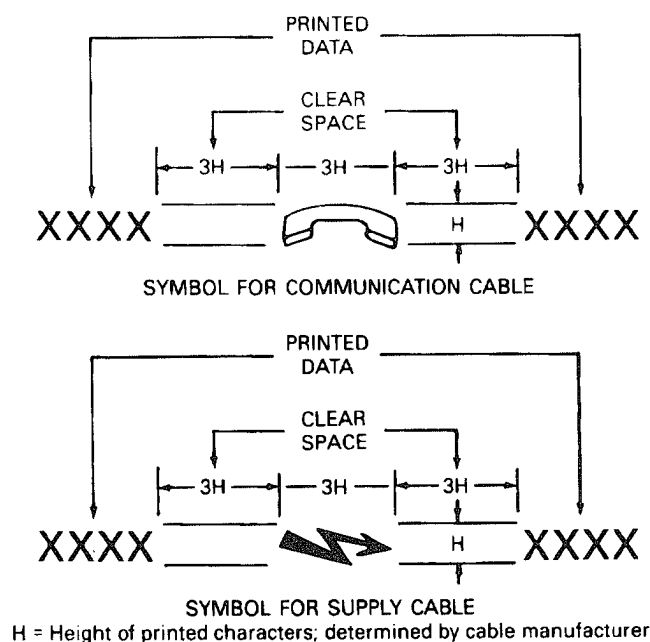 PRINTED
DATA
CLEAR
SPACE
3H 3H 3H
XXXX H XXXX
SYMBOL FOR COMMUNICATION CABLE
PRINTED
DATA
CLEAR
SPACE
3H 3H 3H
XXXX H XXXX
SYMBOL FOR SUPPLY CABLE
H = Height of printed characters; determined by cable manufacturer